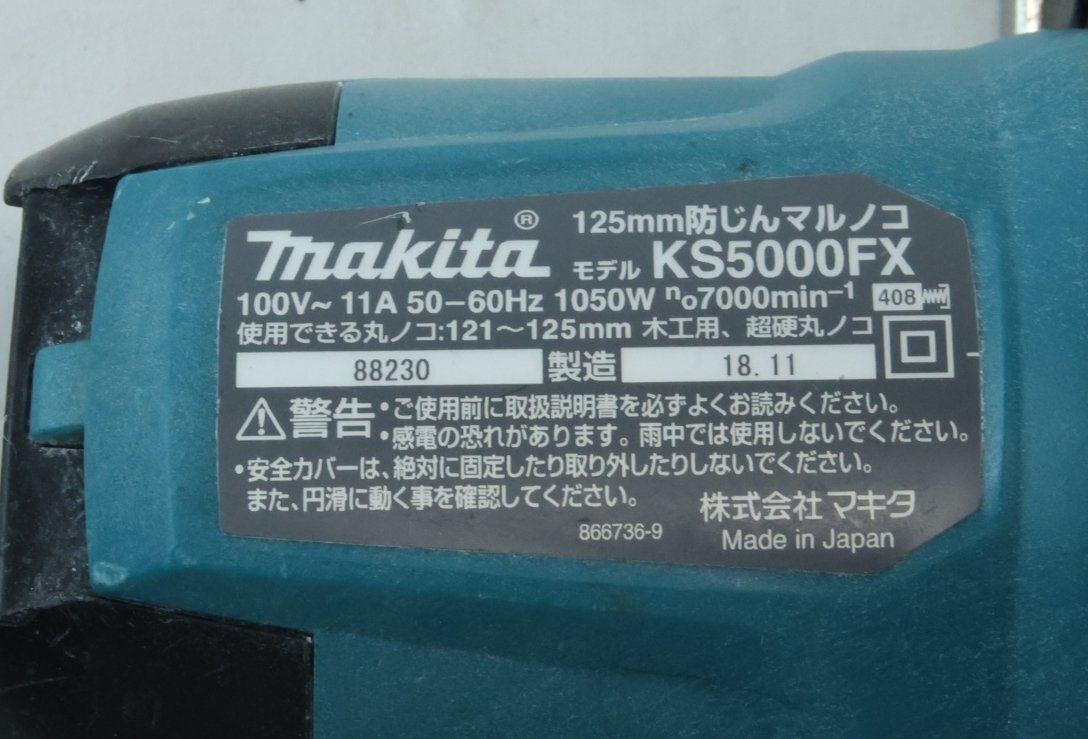 makita® 125mm防じんマルノコ
モデル KS5000FX
100V~ 11A 50-60Hz 1050W n₀7000min⁻¹ 408
使用できる丸ノコ:121～125mm 木工用、超硬丸ノコ
88230 製造 18.11
警告 •ご使用前に取扱説明書を必ずよくお読みください。
•感電の恐れがあります。雨中では使用しないでください。
•安全カバーは、絶対に固定したり取り外したりしないでください。
また、円滑に動く事を確認してください。
株式会社マキタ
866736-9 Made in Japan